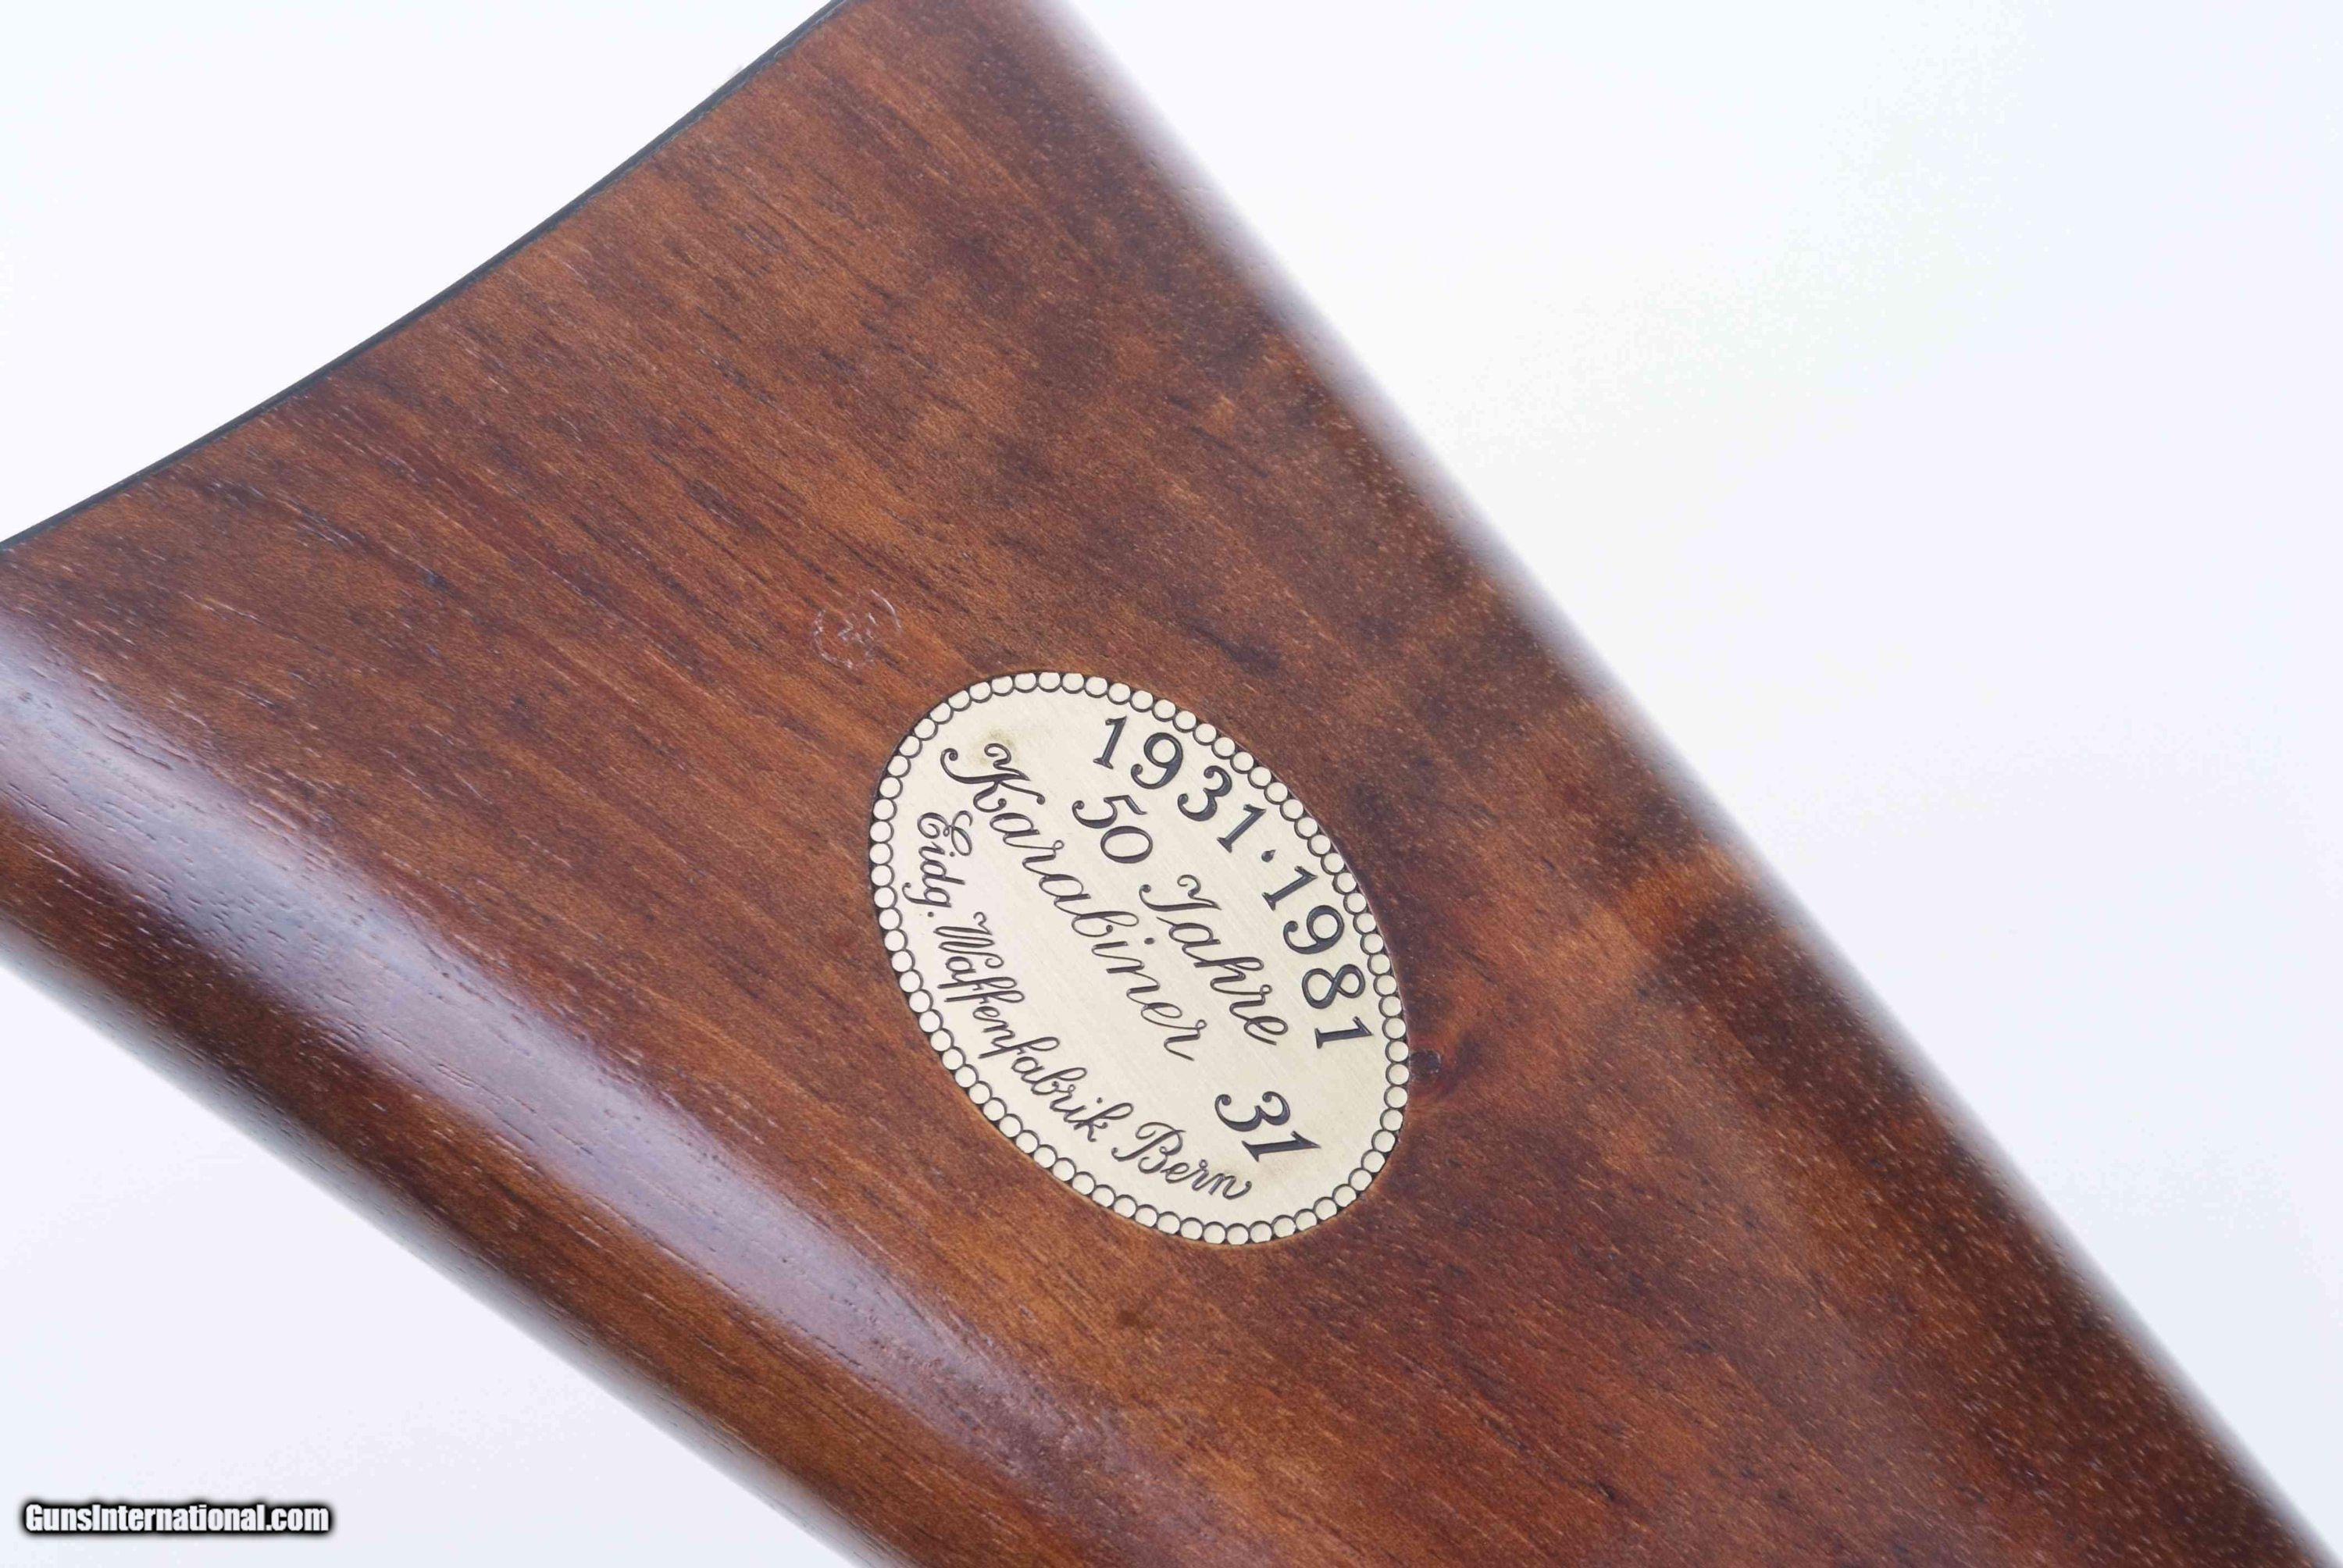 1931·1981
50 Jahre
Karabiner 31
Eidg. Waffenfabrik Bern
GunsInternational.com